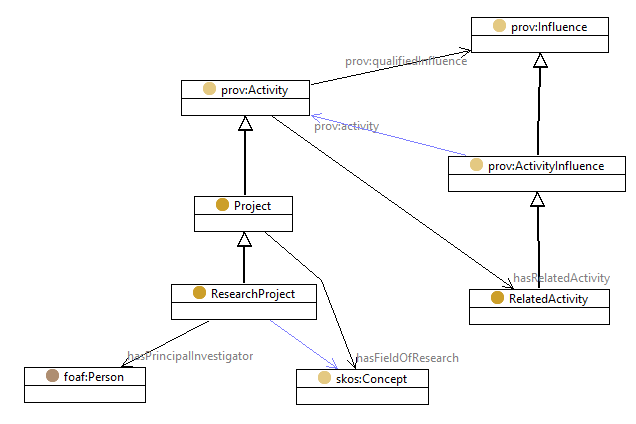 prov:Influence
prov:qualifiedInfluence
prov:Activity
prov:activity
prov:ActivityInfluence
Project
hasRelatedActivity
ResearchProject
RelatedActivity
hasPrincipalInvestigator
hasFieldOfResearch
foaf:Person
skos:Concept